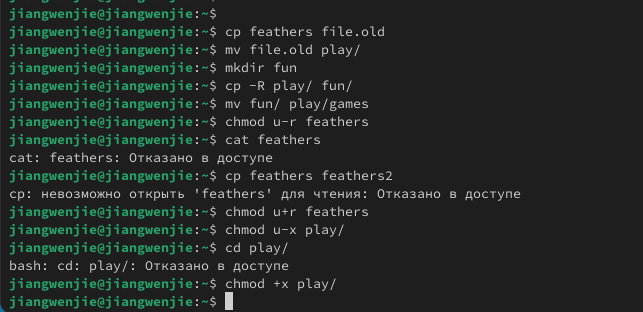 jiangwenjie@jiangwenjie:~$
jiangwenjie@jiangwenjie:~$ cp feathers file.old
jiangwenjie@jiangwenjie:~$ mv file.old play/
jiangwenjie@jiangwenjie:~$ mkdir fun
jiangwenjie@jiangwenjie:~$ cp -R play/ fun/
jiangwenjie@jiangwenjie:~$ mv fun/ play/games
jiangwenjie@jiangwenjie:~$ chmod u-r feathers
jiangwenjie@jiangwenjie:~$ cat feathers
cat: feathers: Отказано в доступе
jiangwenjie@jiangwenjie:~$ cp feathers feathers2
cp: невозможно открыть 'feathers' для чтения: Отказано в доступе
jiangwenjie@jiangwenjie:~$ chmod u+r feathers
jiangwenjie@jiangwenjie:~$ chmod u-x play/
jiangwenjie@jiangwenjie:~$ cd play/
bash: cd: play/: Отказано в доступе
jiangwenjie@jiangwenjie:~$ chmod +x play/
jiangwenjie@jiangwenjie:~$